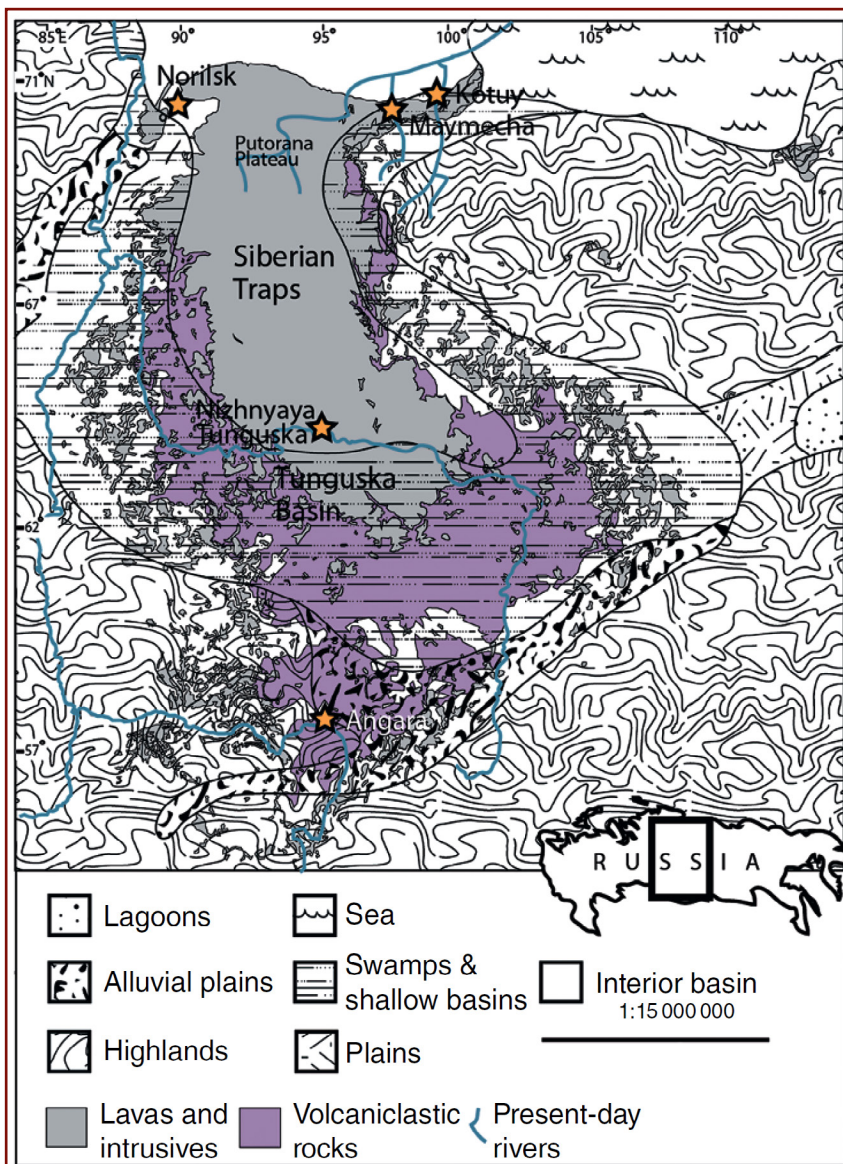 85 E 90° 95° 100° 105° 110°
71 N
Norilsk
Kotuy
Maymecha
Putorana
Plateau
Siberian
Traps
67
Nizhnyaya
Tunguska
Tunguska
Basin
62
Angara
57
RUSSIA
Lagoons
Sea
Alluvial plains
Swamps &
shallow basins
Interior basin
1:15 000 000
Highlands
Plains
Lavas and
intrusives
Volcaniclastic
rocks
Present-day
rivers